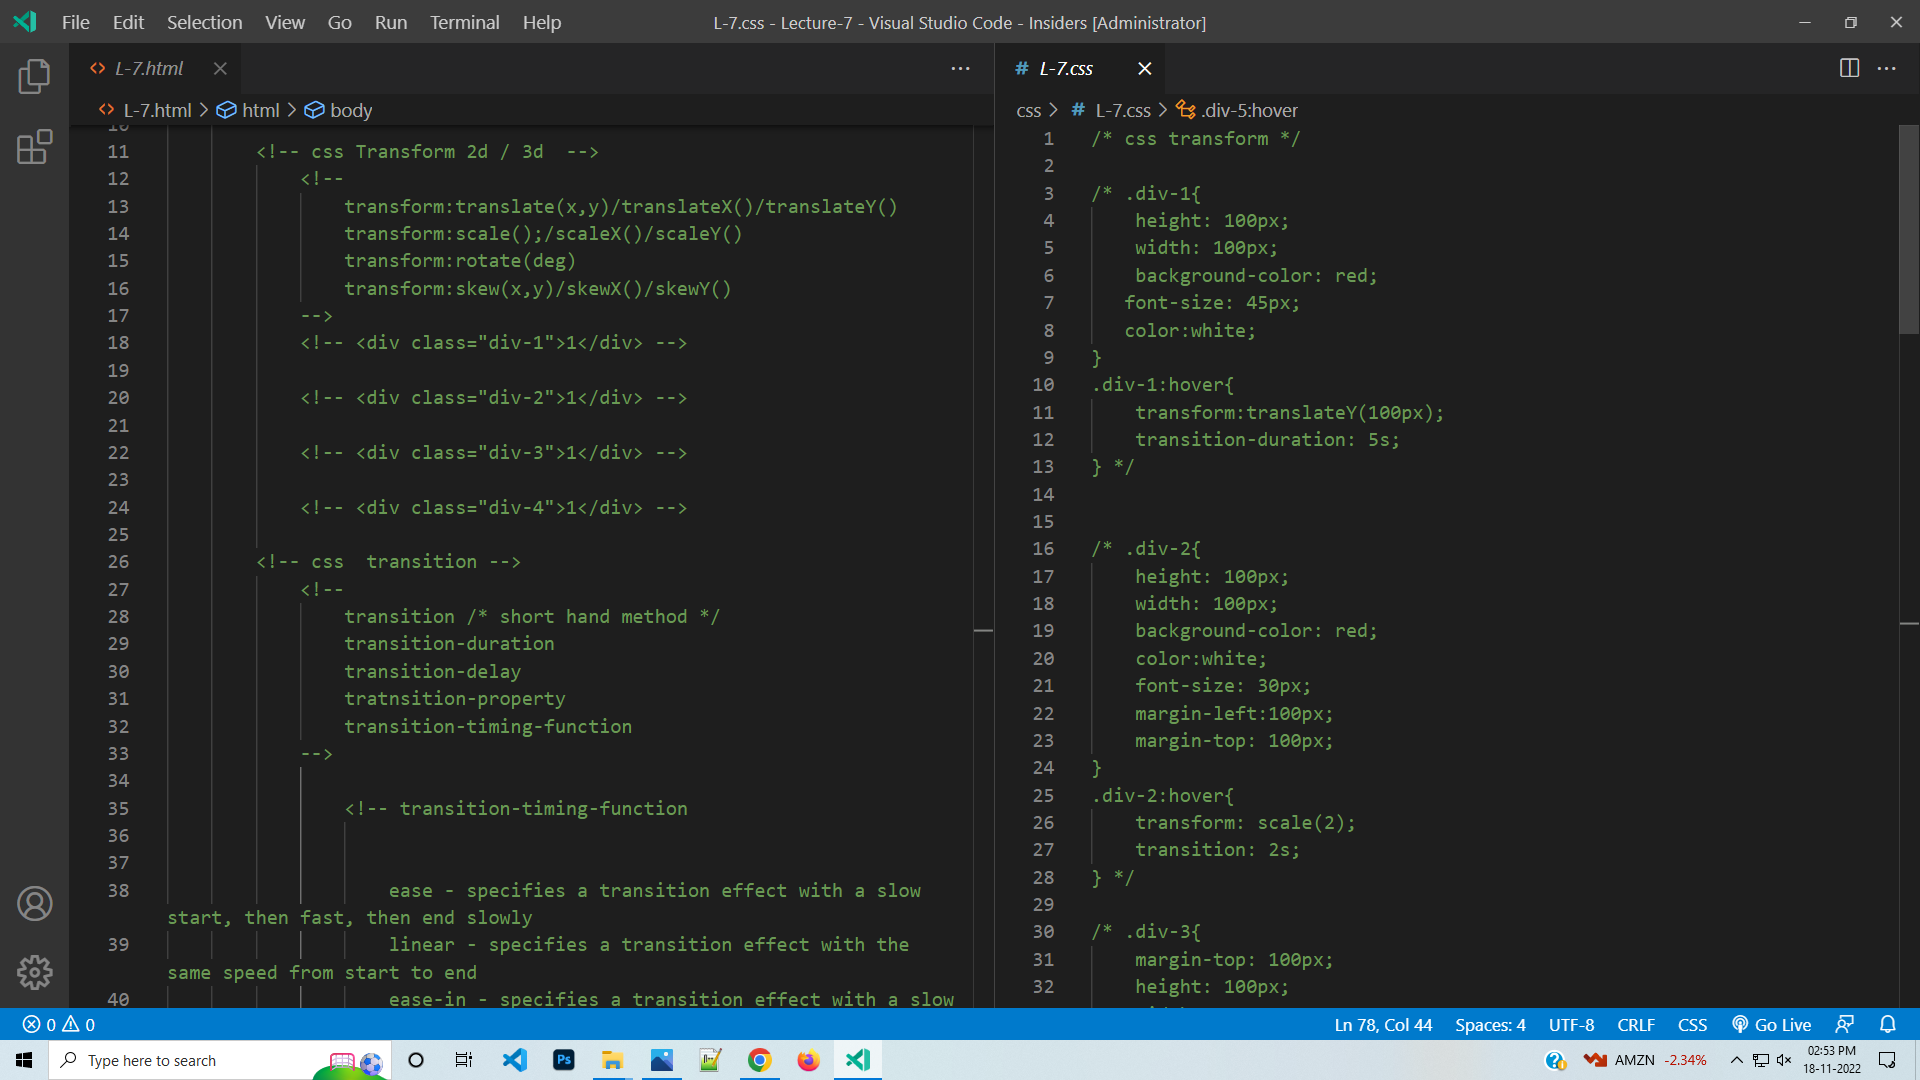 File Edit Selection View Go Run Terminal Help
L-7.css - Lecture-7 - Visual Studio Code - Insiders [Administrator]
<> L-7.html
<> L-7.html > html > body
10
11 <!-- css Transform 2d / 3d  -->
12 <!--
13 transform:translate(x,y)/translateX()/translateY()
14 transform:scale();/scaleX()/scaleY()
15 transform:rotate(deg)
16 transform:skew(x,y)/skewX()/skewY()
17 -->
18 <!-- <div class="div-1">1</div> -->
19
20 <!-- <div class="div-2">1</div> -->
21
22 <!-- <div class="div-3">1</div> -->
23
24 <!-- <div class="div-4">1</div> -->
25
26 <!-- css  transition -->
27 <!--
28 transition /* short hand method */
29 transition-duration
30 transition-delay
31 tratnsition-property
32 transition-timing-function
33 -->
34
35 <!-- transition-timing-function
36
37
38 ease - specifies a transition effect with a slow
start, then fast, then end slowly
39 linear - specifies a transition effect with the
same speed from start to end
40 ease-in - specifies a transition effect with a slow
# L-7.css
css > # L-7.css > .div-5:hover
1 /* css transform */
2
3 /* .div-1{
4 height: 100px;
5 width: 100px;
6 background-color: red;
7 font-size: 45px;
8 color:white;
9 }
10 .div-1:hover{
11 transform:translateY(100px);
12 transition-duration: 5s;
13 } */
14
15
16 /* .div-2{
17 height: 100px;
18 width: 100px;
19 background-color: red;
20 color:white;
21 font-size: 30px;
22 margin-left:100px;
23 margin-top: 100px;
24 }
25 .div-2:hover{
26 transform: scale(2);
27 transition: 2s;
28 } */
29
30 /* .div-3{
31 margin-top: 100px;
32 height: 100px;
0 0 Ln 78, Col 44 Spaces: 4 UTF-8 CRLF CSS Go Live
Type here to search
Ps
AMZN -2.34%
02:53 PM
18-11-2022